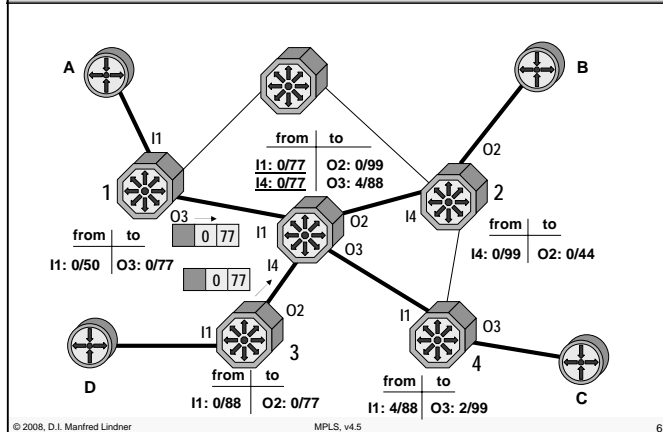 A
B
I1
from to
I1: 0/77 O2: 0/99
I4: 0/77 O3: 4/88
O2
1
2
O3
0 77
I1
O2
I4
from to
I1: 0/50 O3: 0/77
I4
O3
from to
I4: 0/99 O2: 0/44
0 77
O2
I1
3
I1
O3
4
D
C
from to
I1: 0/88 O2: 0/77
from to
I1: 4/88 O3: 2/99
© 2008, D.I. Manfred Lindner
MPLS, v4.5
6